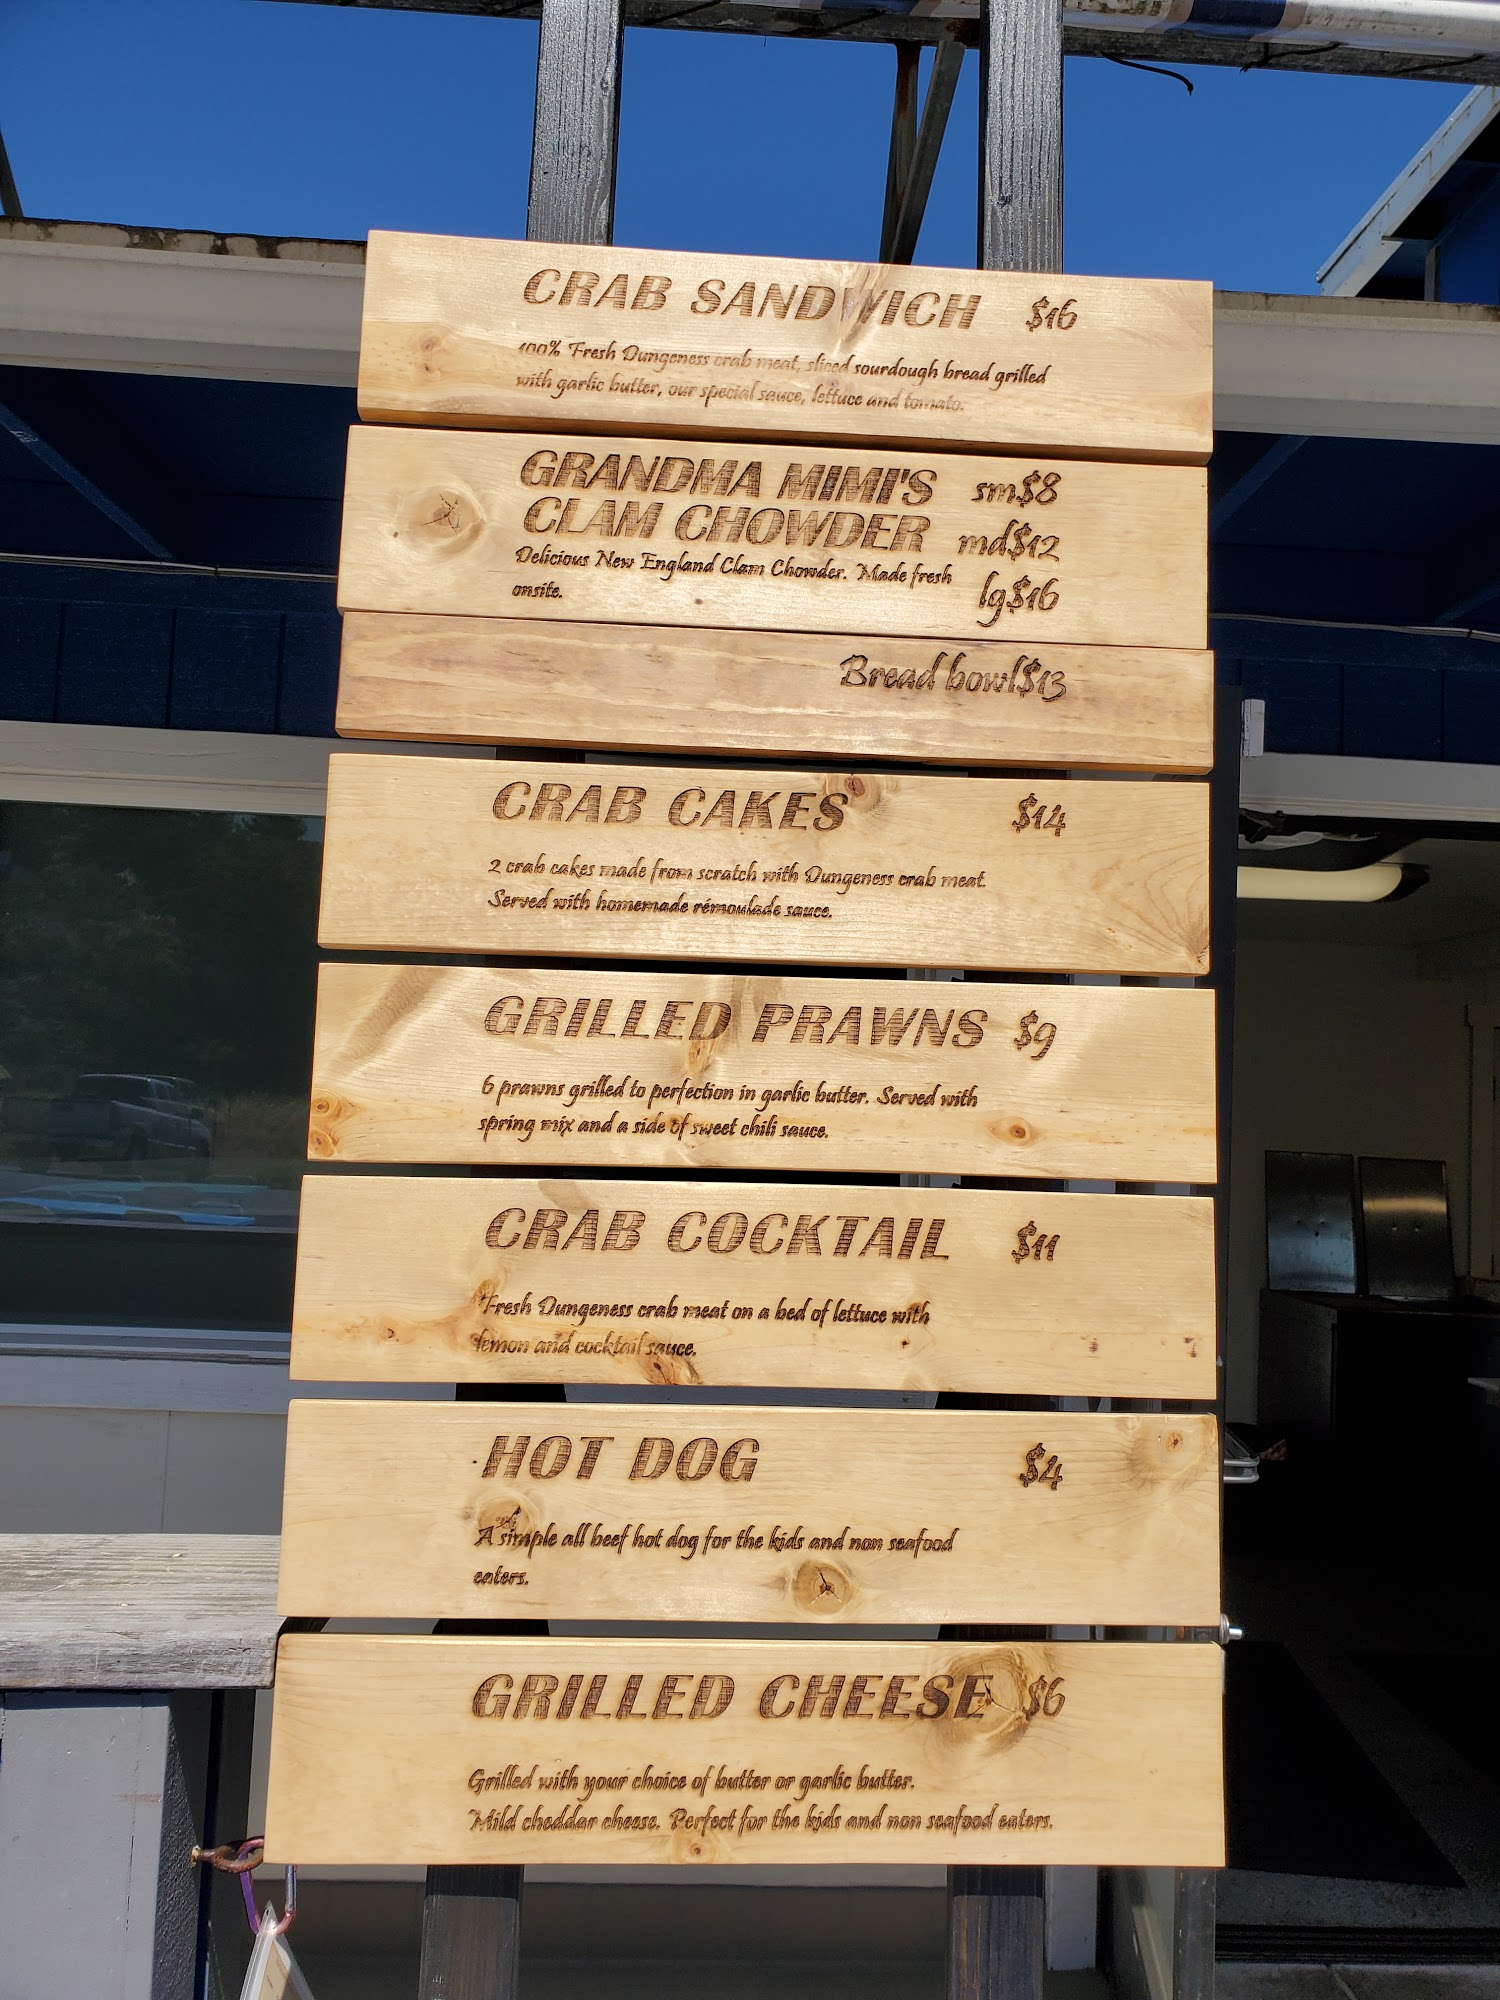 CRAB SANDWICH $16
100% Fresh Dungeness crab meat, sliced sourdough bread grilled
with garlic butter, our special sauce, lettuce and tomato.
GRANDMA MIMI'S sm$8
CLAM CHOWDER md$12
Delicious New England Clam Chowder. Made fresh
onsite. lg$16
Bread bowl$13
CRAB CAKES $14
2 crab cakes made from scratch with Dungeness crab meat.
Served with homemade rémoulade sauce.
GRILLED PRAWNS $9
6 prawns grilled to perfection in garlic butter. Served with
spring mix and a side of sweet chili sauce.
CRAB COCKTAIL $11
Fresh Dungeness crab meat on a bed of lettuce with
lemon and cocktail sauce.
HOT DOG $4
A simple all beef hot dog for the kids and non seafood
eaters.
GRILLED CHEESE $6
Grilled with your choice of butter or garlic butter.
Mild cheddar cheese. Perfect for the kids and non seafood eaters.